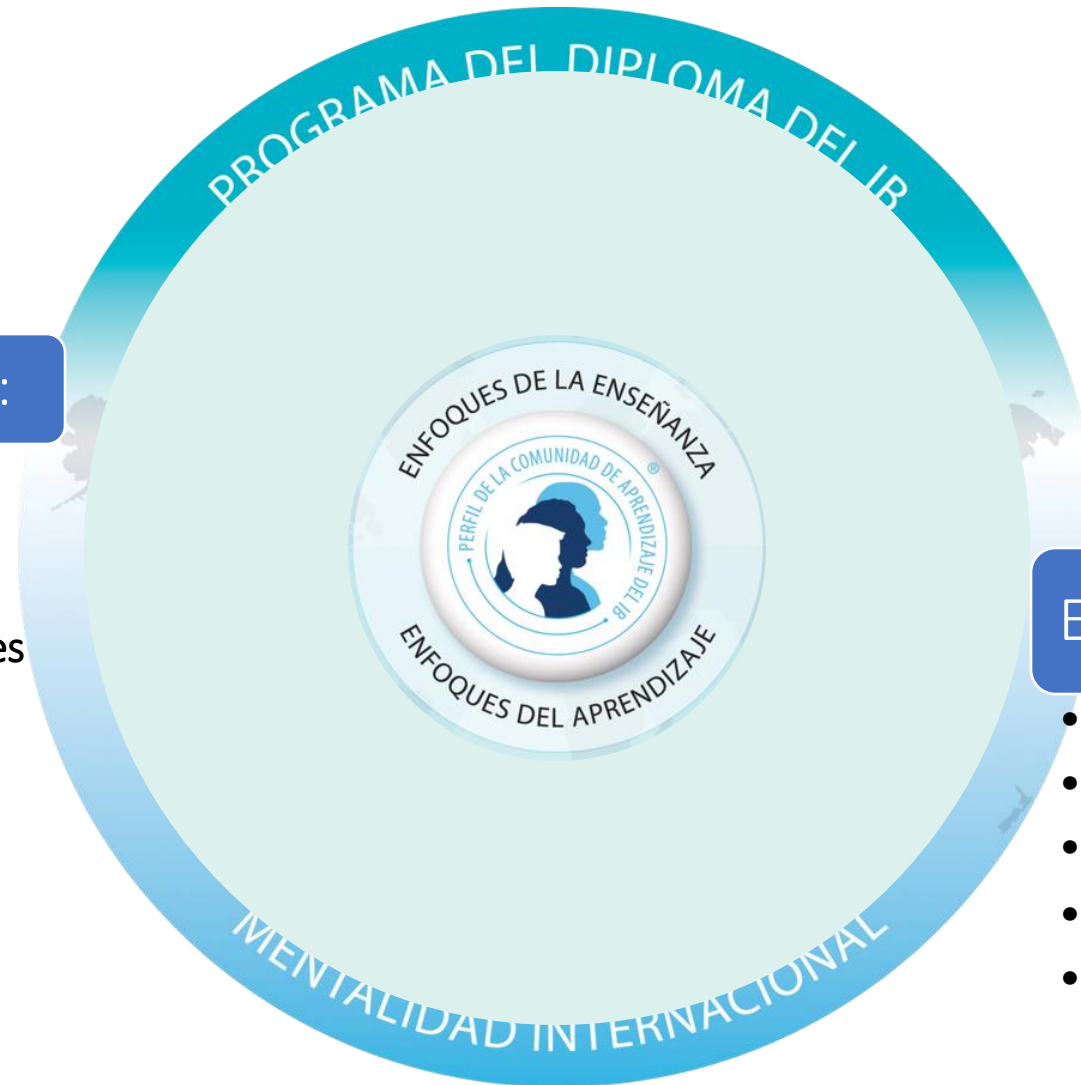 PROGRAMA DEL DIPLOMA DEL IB
:
ENFOQUES DE LA ENSEÑANZA
PERFIL DE LA COMUNIDAD DE APRENDIZAJE DEL IB ®
es
E
ENFOQUES DEL APRENDIZAJE
•
•
•
•
•
MENTALIDAD INTERNACIONAL